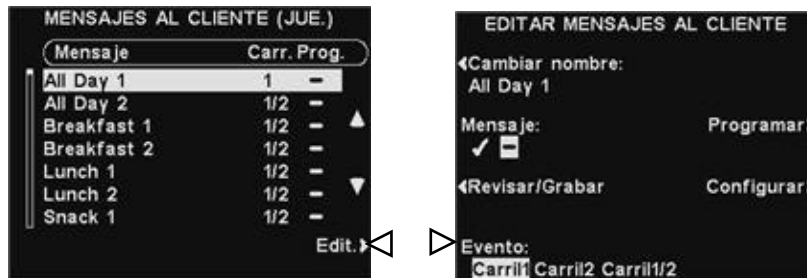 MENSAJES AL CLIENTE (JUE.)
Mensaje Carr. Prog.
All Day 1 1 –
All Day 2 1/2 –
Breakfast 1 1/2 –
Breakfast 2 1/2 –
Lunch 1 1/2 –
Lunch 2 1/2 –
Snack 1 1/2 –
Edit.
EDITAR MENSAJES AL CLIENTE
Cambiar nombre:
All Day 1
Mensaje: Programar
✓ –
Revisar/Grabar Configurar
Evento:
Carril1 Carril2 Carril1/2